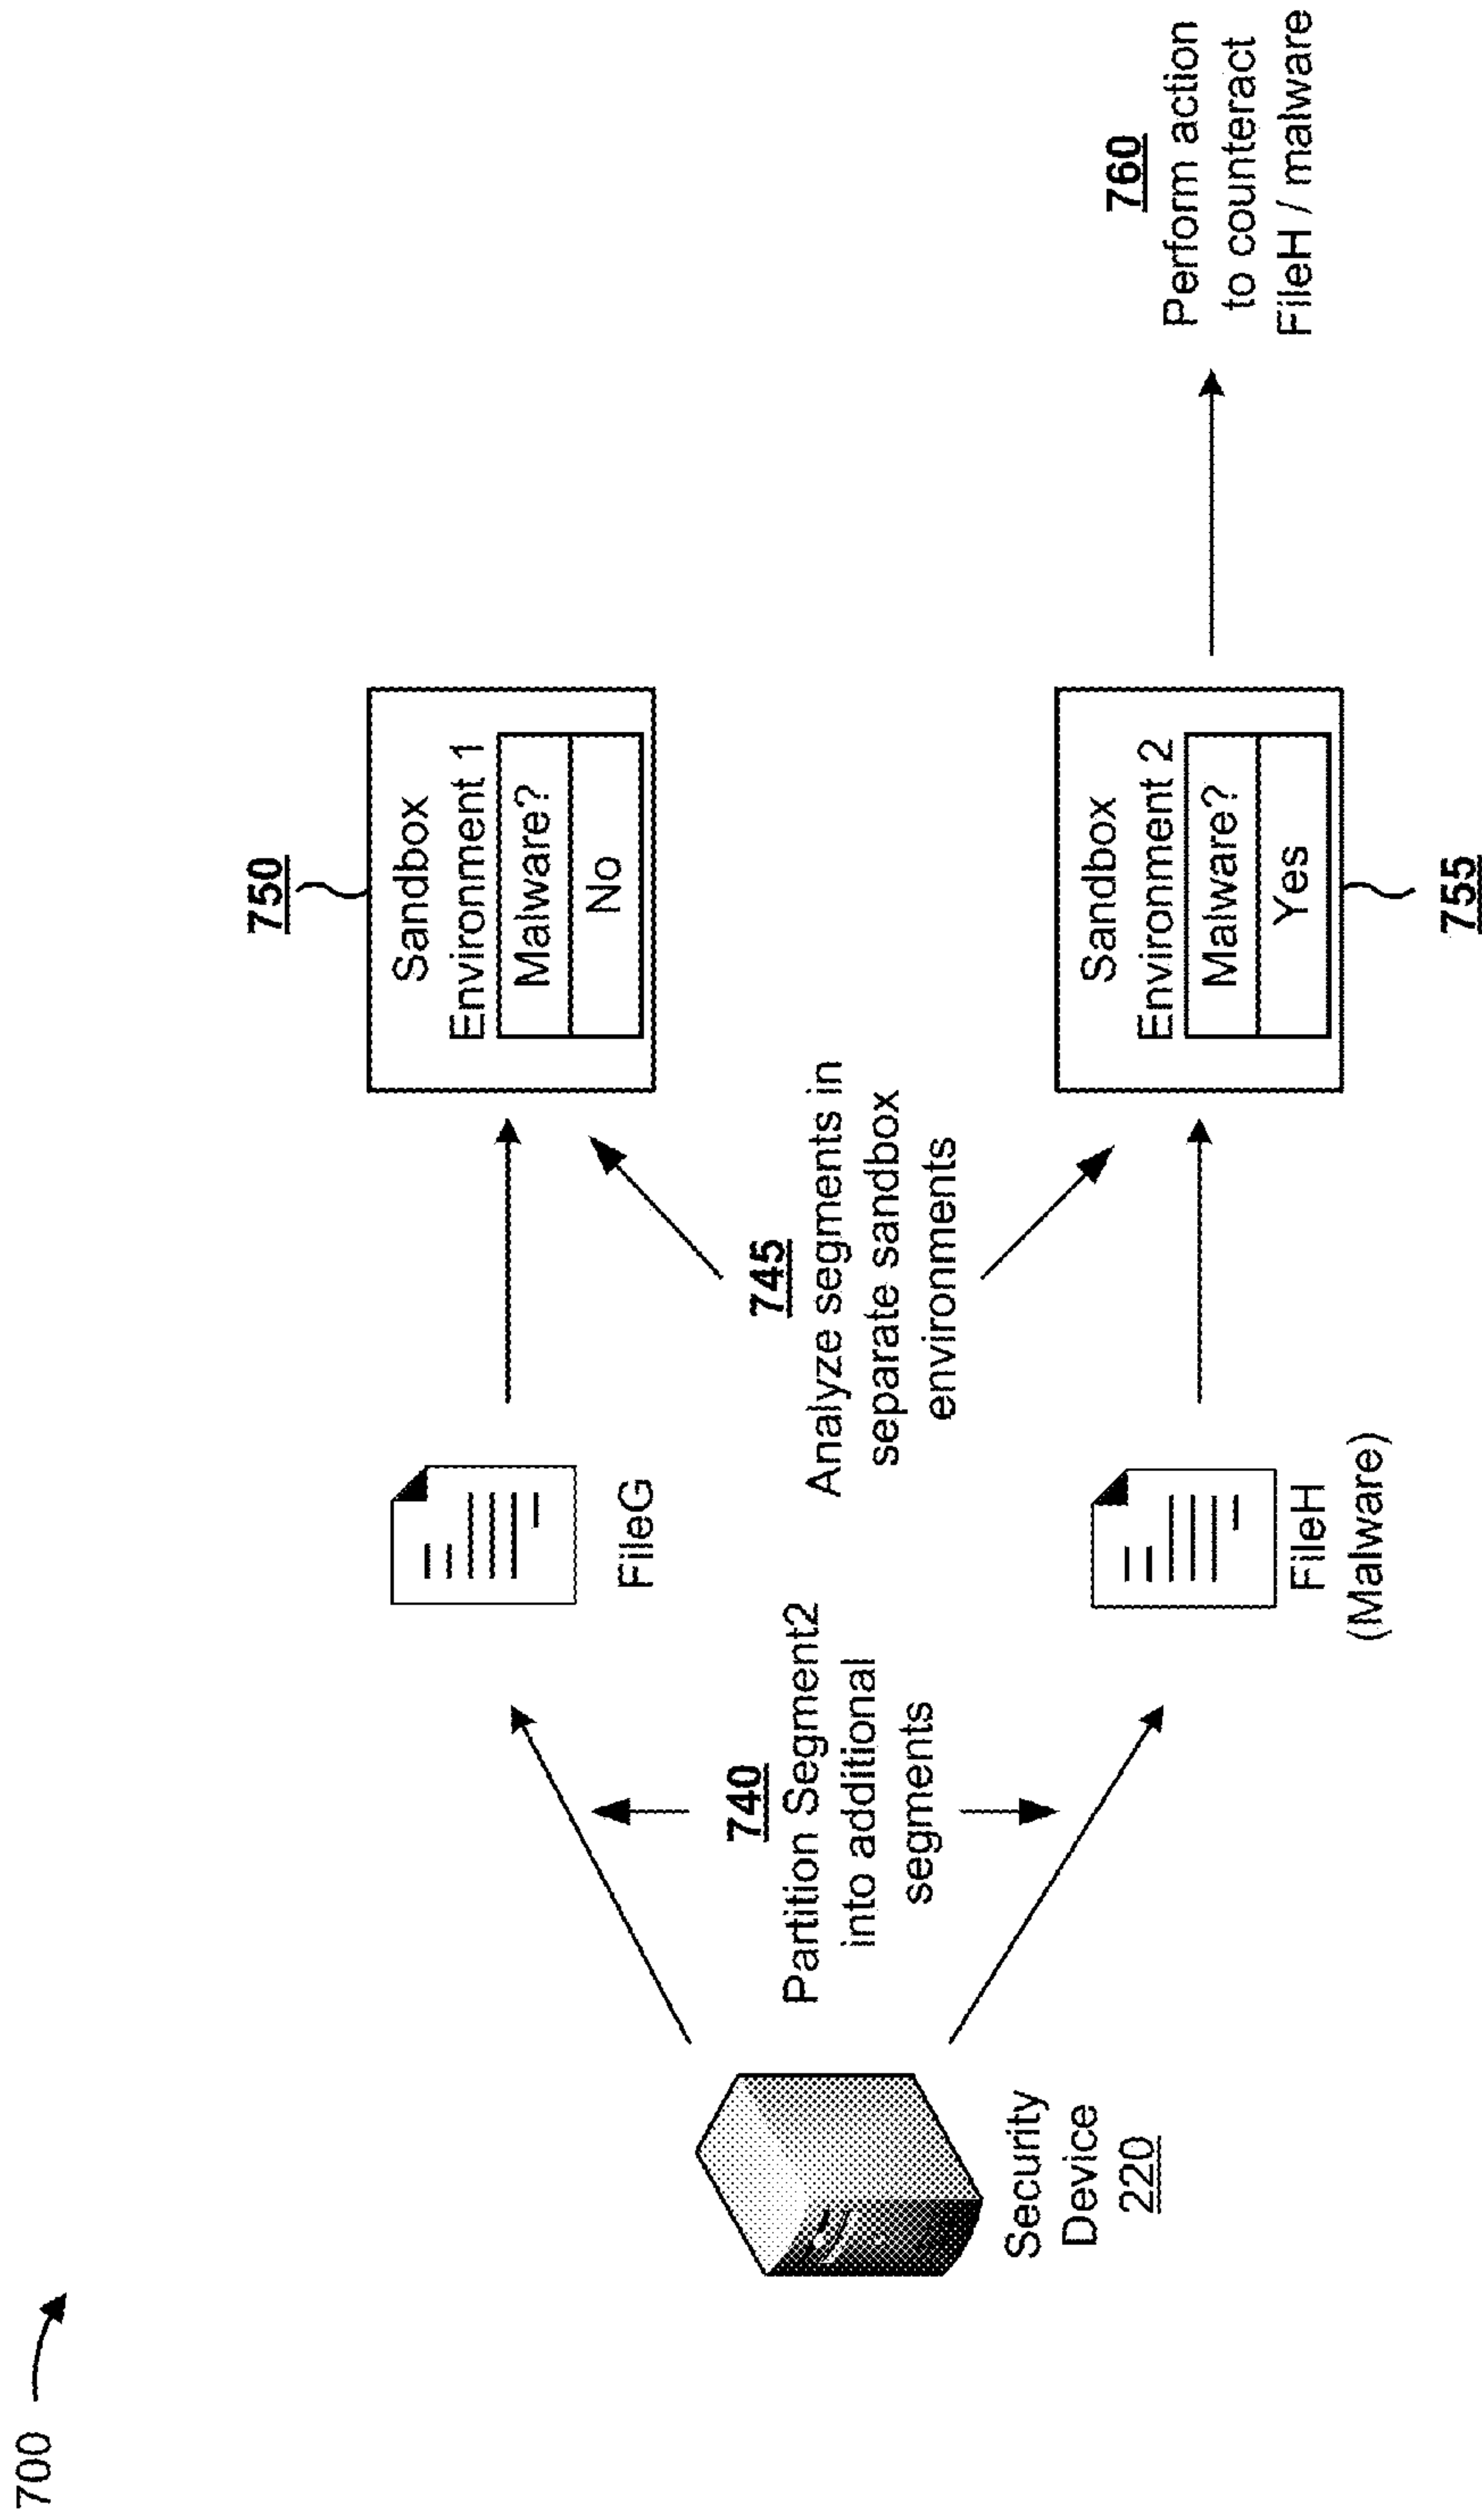 700
Security
Device
220
740
Partition Segment2
into additional
segments
FileG
FileH
(Malware)
745
Analyze segments in
separate sandbox
environments
750
Sandbox
Environment 1
Malware?
No
Sandbox
Environment 2
Malware?
Yes
755
760
Perform action
to counteract
FileH / malware